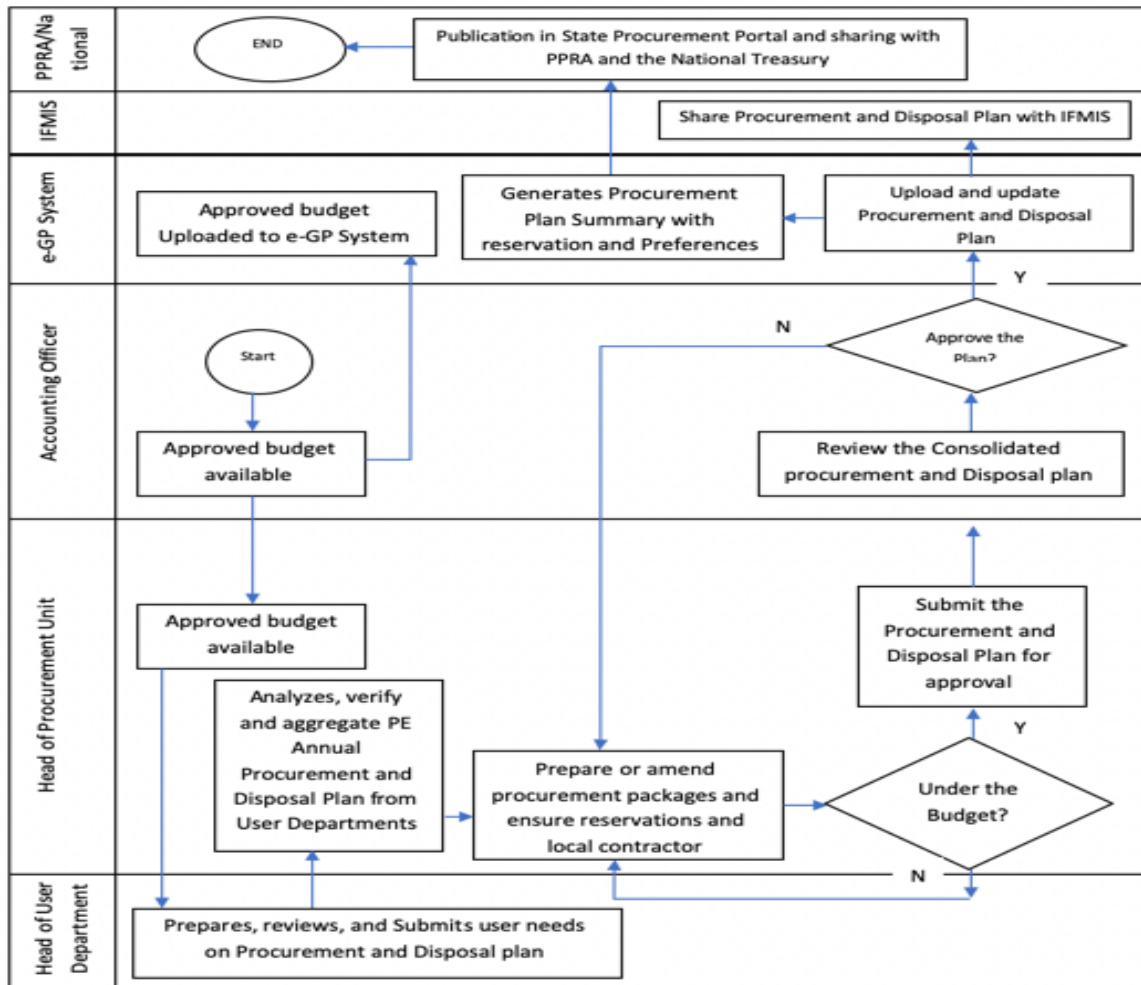 PPRA/Na
tional
END
Publication in State Procurement Portal and sharing with
PPRA and the National Treasury
IFMIS
Share Procurement and Disposal Plan with IFMIS
e-GP System
Approved budget
Uploaded to e-GP System
Generates Procurement
Plan Summary with
reservation and Preferences
Upload and update
Procurement and Disposal
Plan
Y
Accounting Officer
Start
Approved budget
available
N
Approve the
Plan?
Review the Consolidated
procurement and Disposal plan
Head of Procurement Unit
Approved budget
available
Analyzes, verify
and aggregate PE
Annual
Procurement and
Disposal Plan from
User Departments
Prepare or amend
procurement packages and
ensure reservations and
local contractor
Submit the
Procurement and
Disposal Plan for
approval
Y
Under the
Budget?
N
Head of User
Department
Prepares, reviews, and Submits user needs
on Procurement and Disposal plan